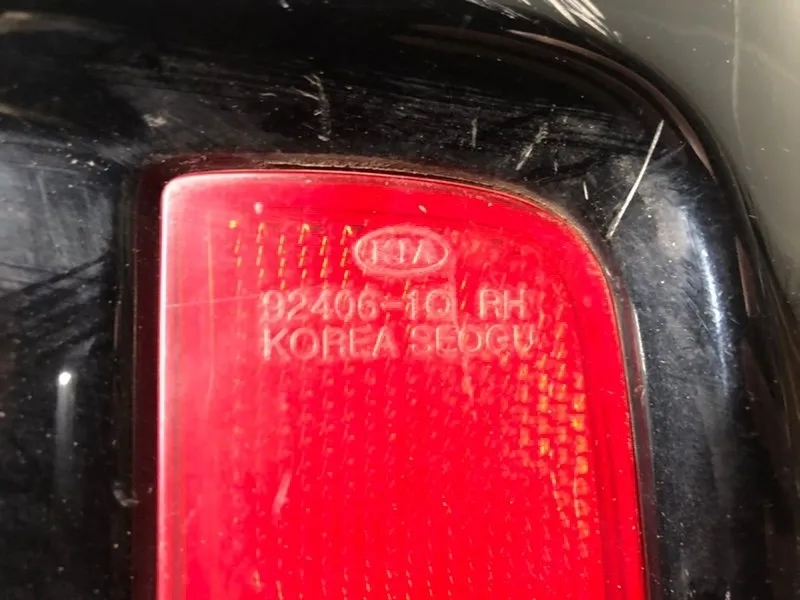 KIA
92406-1Q RH
KOREA SEOGU